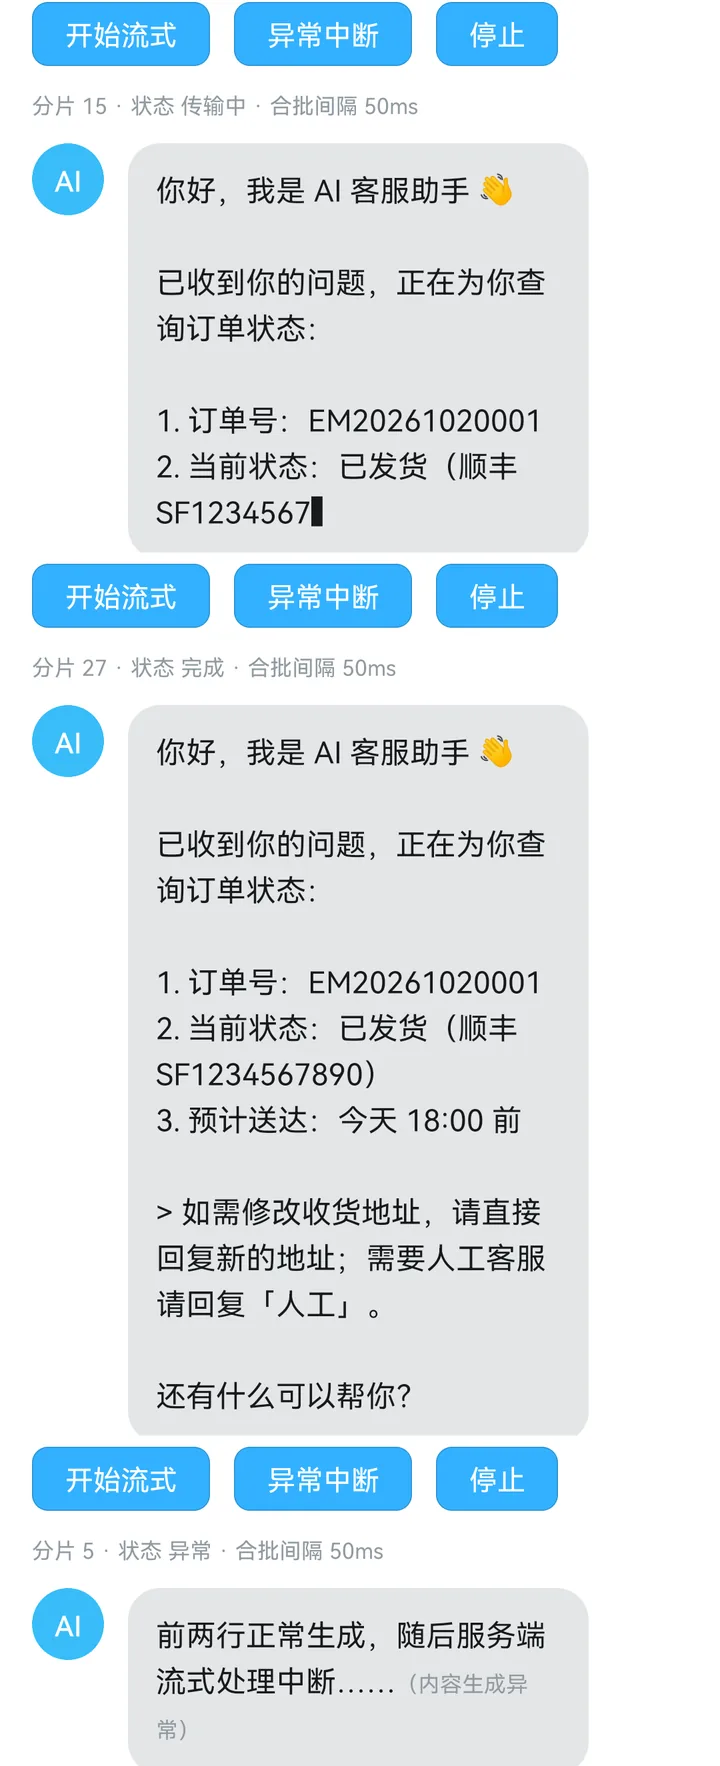 开始流式 异常中断 停止
分片 15 · 状态 传输中 · 合批间隔 50ms
AI
你好，我是 AI 客服助手 👋
已收到你的问题，正在为你查
询订单状态：
1. 订单号：EM20261020001
2. 当前状态：已发货（顺丰
SF1234567
开始流式 异常中断 停止
分片 27 · 状态 完成 · 合批间隔 50ms
AI
你好，我是 AI 客服助手 👋
已收到你的问题，正在为你查
询订单状态：
1. 订单号：EM20261020001
2. 当前状态：已发货（顺丰
SF1234567890）
3. 预计送达：今天 18:00 前
> 如需修改收货地址，请直接
回复新的地址；需要人工客服
请回复「人工」。
还有什么可以帮你？
开始流式 异常中断 停止
分片 5 · 状态 异常 · 合批间隔 50ms
AI
前两行正常生成，随后服务端
流式处理中断……（内容生成异
常）